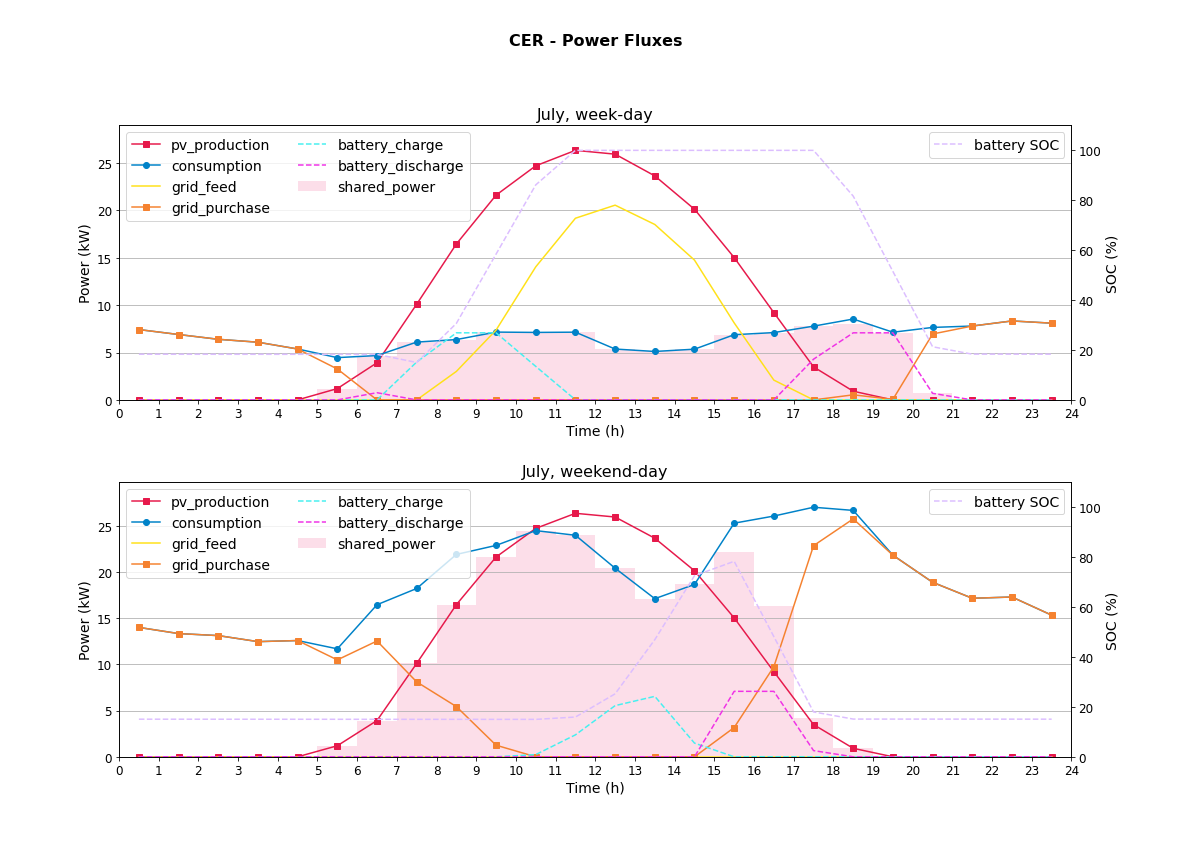 CER - Power Fluxes
July, week-day
pv_production
consumption
grid_feed
grid_purchase
battery_charge
battery_discharge
shared_power
battery SOC
Power (kW)
25
20
15
10
5
0
100
80
60
40
20
0
SOC (%)
0 1 2 3 4 5 6 7 8 9 10 11 12 13 14 15 16 17 18 19 20 21 22 23 24
Time (h)
July, weekend-day
pv_production
consumption
grid_feed
grid_purchase
battery_charge
battery_discharge
shared_power
battery SOC
Power (kW)
25
20
15
10
5
0
100
80
60
40
20
0
SOC (%)
0 1 2 3 4 5 6 7 8 9 10 11 12 13 14 15 16 17 18 19 20 21 22 23 24
Time (h)